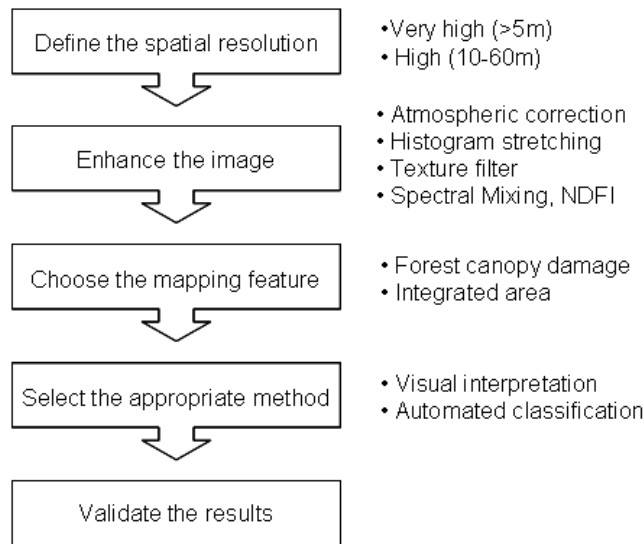 Define the spatial resolution
•Very high (>5m)
• High (10-60m)
Enhance the image
• Atmospheric correction
• Histogram stretching
• Texture filter
• Spectral Mixing, NDFI
Choose the mapping feature
• Forest canopy damage
• Integrated area
Select the appropriate method
• Visual interpretation
• Automated classification
Validate the results